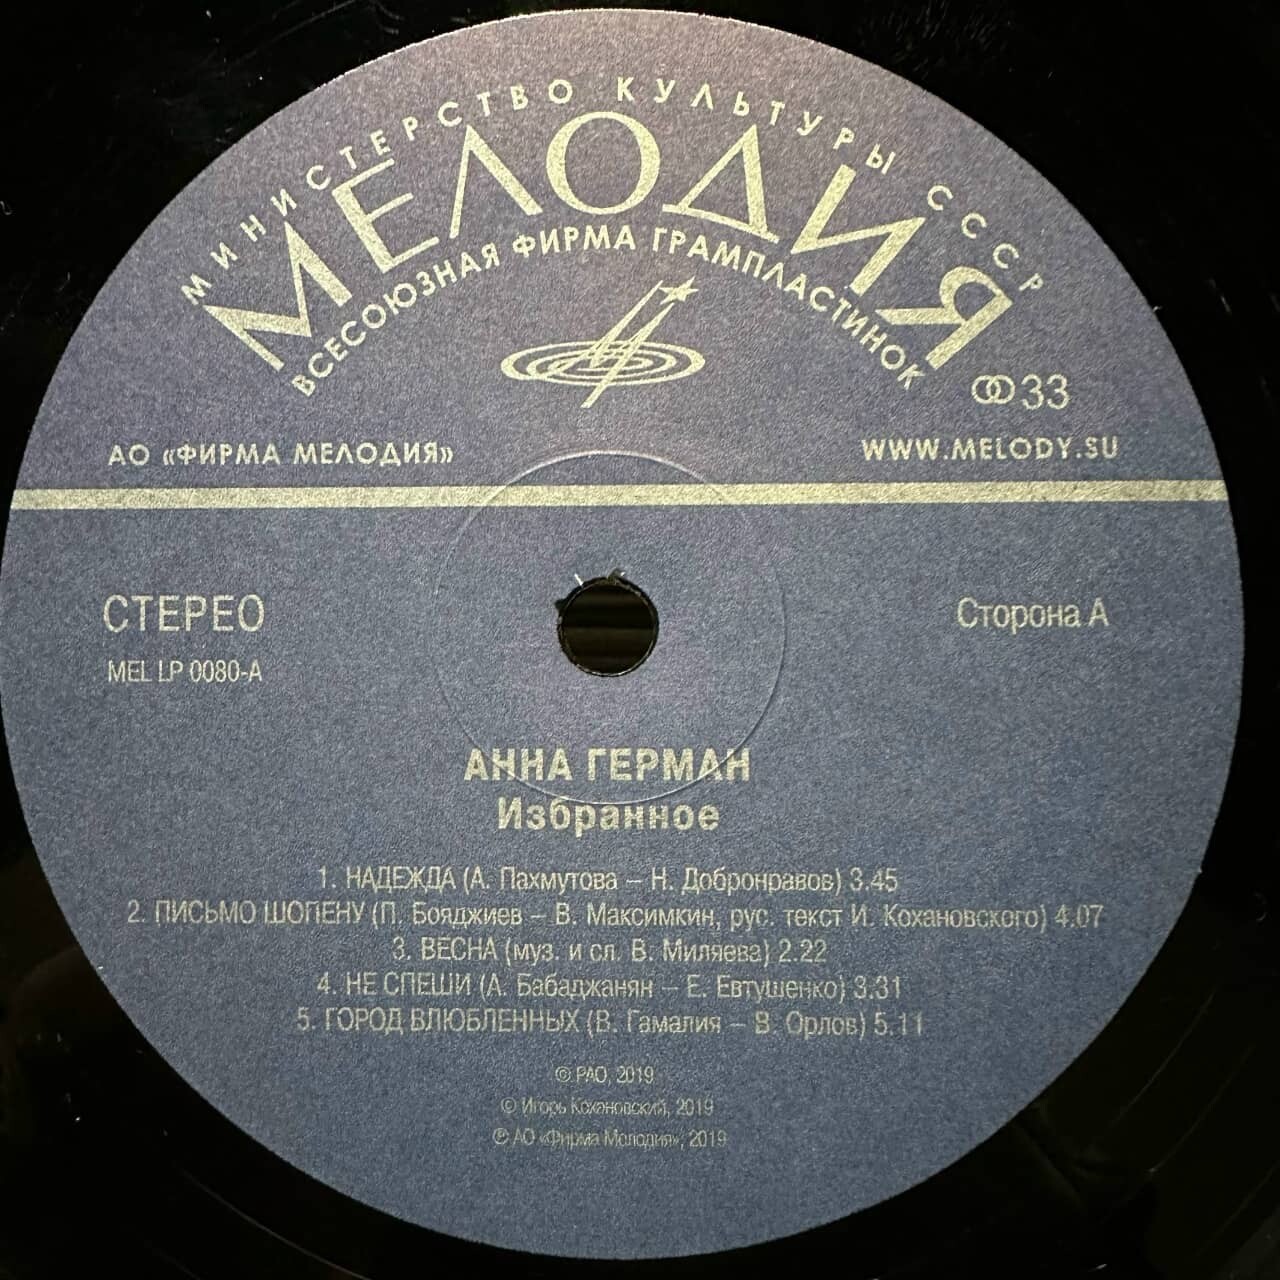 МИНИСТЕРСТВО КУЛЬТУРЫ СССР
МЕЛОДИЯ
ВСЕСОЮЗНАЯ ФИРМА ГРАМПЛАСТИНОК
33
АО «ФИРМА МЕЛОДИЯ»
WWW.MELODY.SU
СТЕРЕО
Сторона А
MEL LP 0080-A
АННА ГЕРМАН
Избранное
1. НАДЕЖДА (А. Пахмутова – Н. Добронравов) 3.45
2. ПИСЬМО ШОПЕНУ (П. Бояджиев – В. Максимкин, рус. текст И. Кохановского) 4.07
3. ВЕСНА (муз. и сл. В. Миляева) 2.22
4. НЕ СПЕШИ (А. Бабаджанян – Е. Евтушенко) 3.31
5. ГОРОД ВЛЮБЛЕННЫХ (В. Гамалия – В. Орлов) 5.11
© РАО, 2019
© Игорь Кохановский, 2019
℗ АО «Фирма Мелодия», 2019